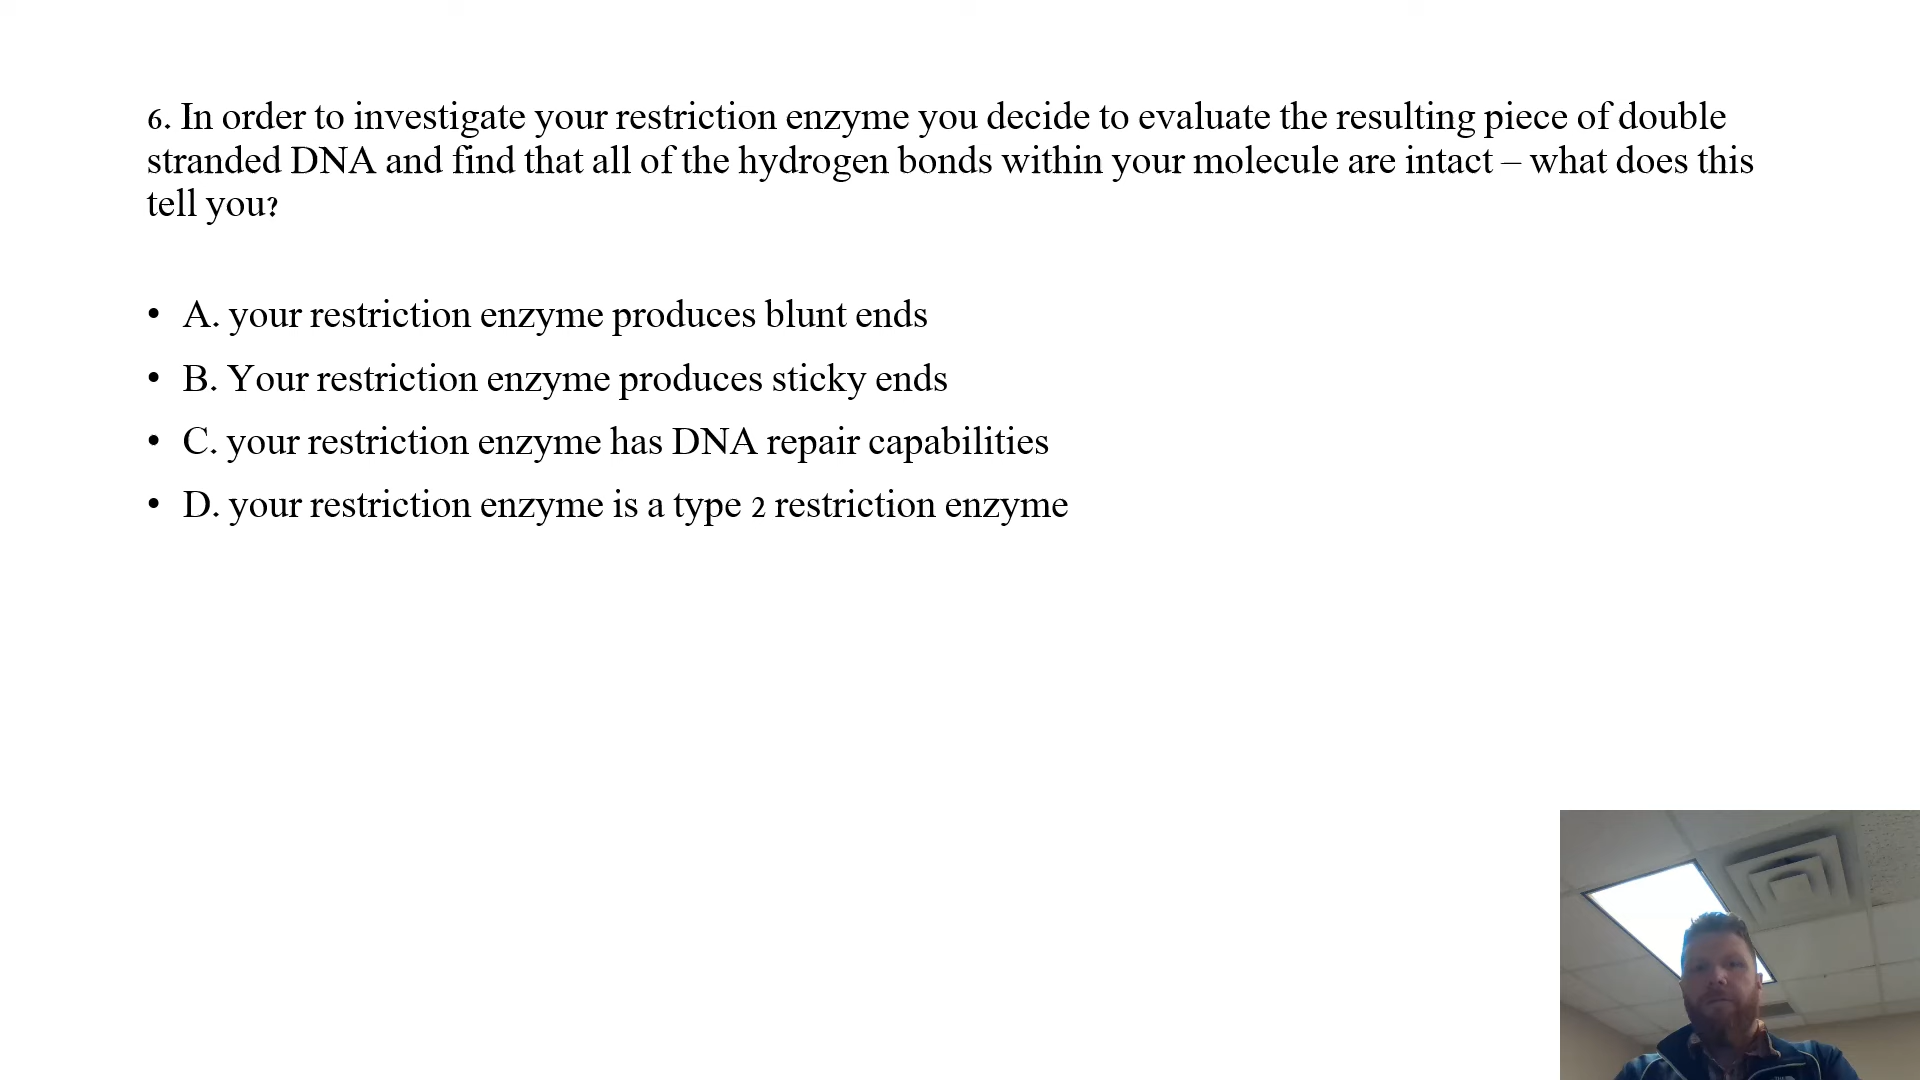 6. In order to investigate your restriction enzyme you decide to evaluate the resulting piece of double
stranded DNA and find that all of the hydrogen bonds within your molecule are intact – what does this
tell you?
• A. your restriction enzyme produces blunt ends
• B. Your restriction enzyme produces sticky ends
• C. your restriction enzyme has DNA repair capabilities
• D. your restriction enzyme is a type 2 restriction enzyme